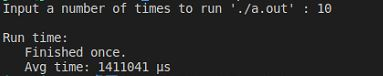 Input a number of times to run './a.out' : 10
Run time:
Finished once.
Avg time: 1411041 µs